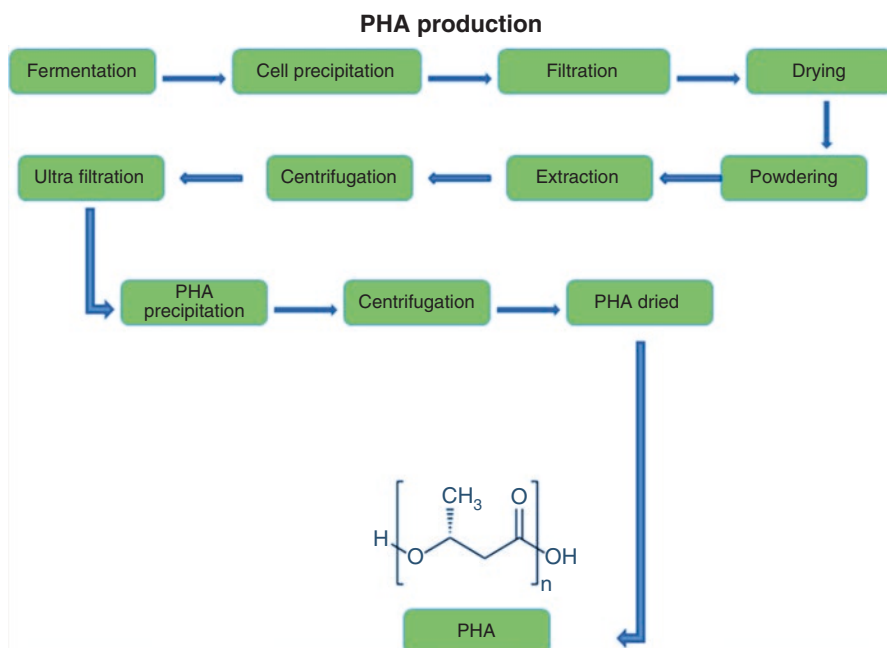 PHA production
Fermentation
Cell precipitation
Filtration
Drying
Powdering
Extraction
Centrifugation
Ultra filtration
PHA
precipitation
Centrifugation
PHA dried
CH3
O
H
O
OH
n
PHA